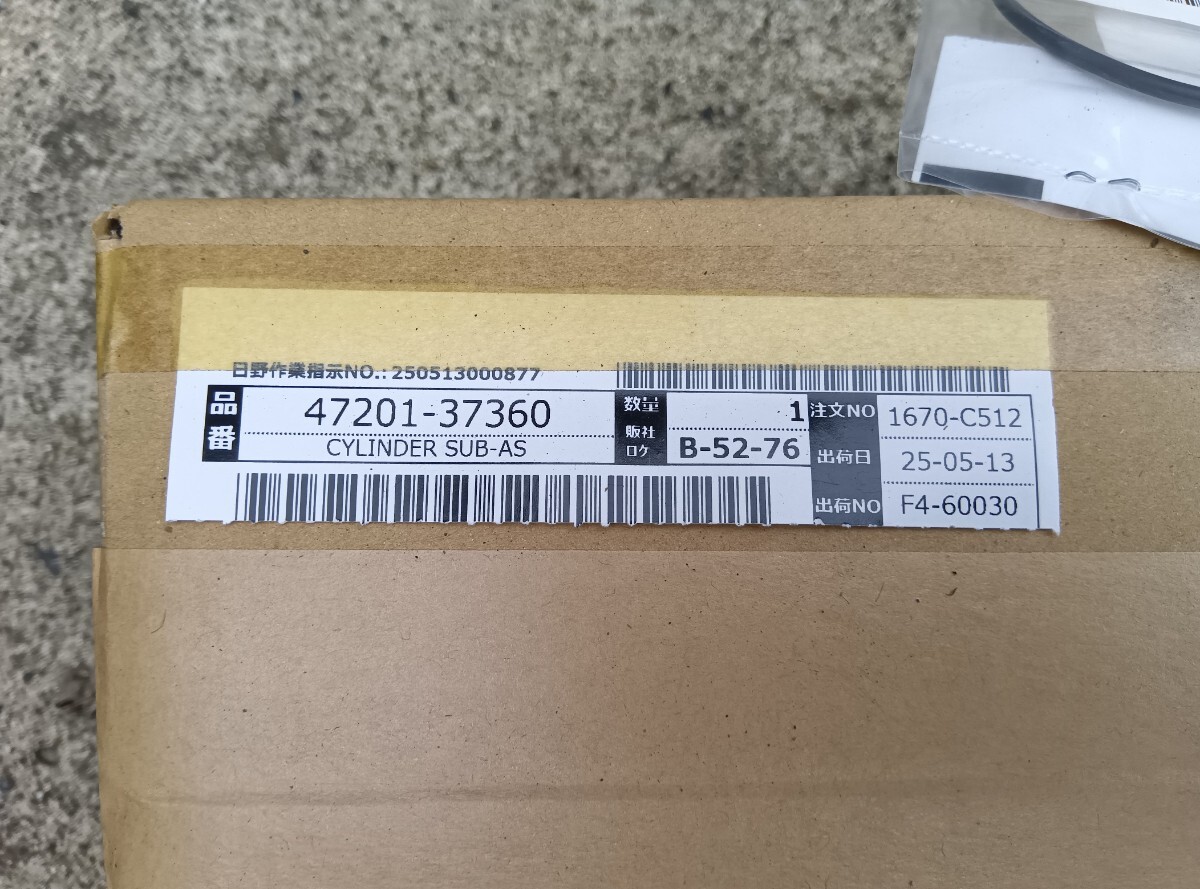 日野作業指示NO.: 250513000877
品番 47201-37360
CYLINDER SUB-AS
数量 1
販社ロケ B-52-76
注文NO 1670-C512
出荷日 25-05-13
出荷NO F4-60030